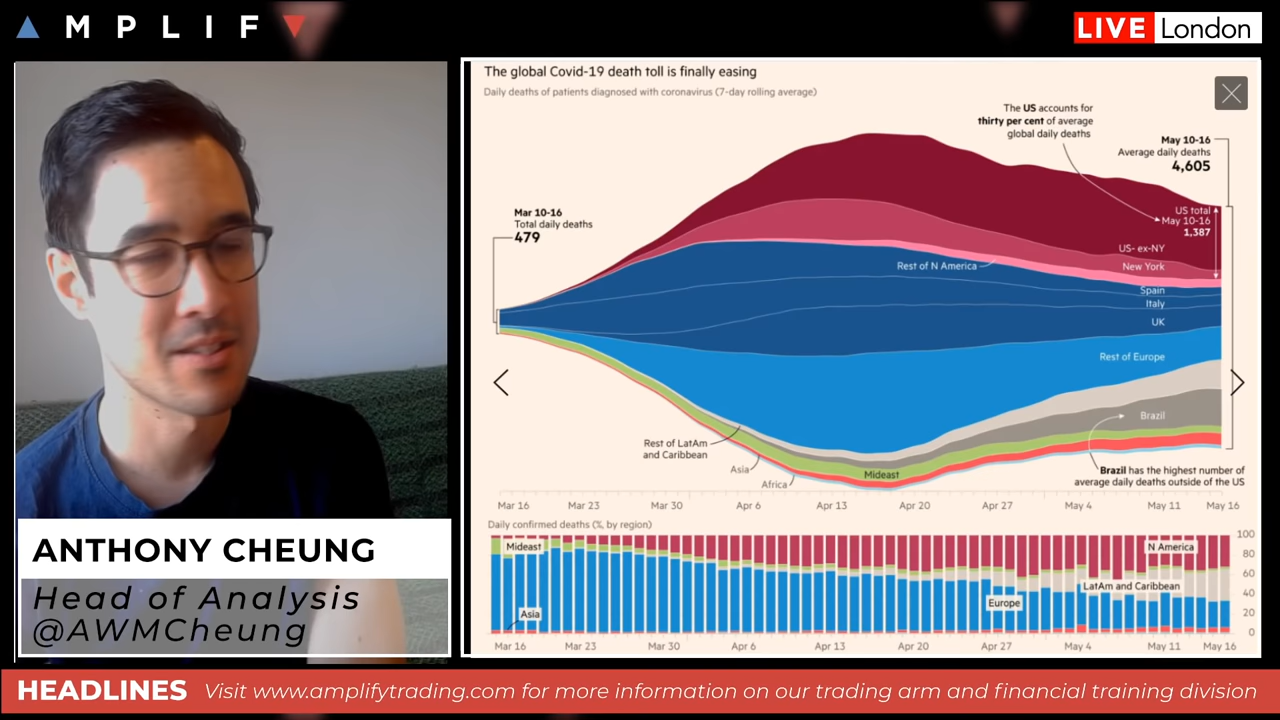 AMPLIFY
LIVE London
The global Covid-19 death toll is finally easing
Daily deaths of patients diagnosed with coronavirus (7-day rolling average)
The US accounts for
thirty per cent of average
global daily deaths
May 10-16
Average daily deaths
4,605
Mar 10-16
Total daily deaths
479
US total
May 10-16
1,387
US- ex-NY
Rest of N America
New York
Spain
Italy
UK
Rest of Europe
Brazil
Rest of LatAm
and Caribbean
Asia
Africa
Mideast
Brazil has the highest number of
average daily deaths outside of the US
Mar 16 Mar 23 Mar 30 Apr 6 Apr 13 Apr 20 Apr 27 May 4 May 11 May 16
Daily confirmed deaths (%, by region)
100
80
60
40
20
0
Mideast
N America
LatAm and Caribbean
Europe
Asia
Mar 16 Mar 23 Mar 30 Apr 6 Apr 13 Apr 20 Apr 27 May 4 May 11 May 16
ANTHONY CHEUNG
Head of Analysis
@AWMCheung
HEADLINES Visit www.amplifytrading.com for more information on our trading arm and financial training division